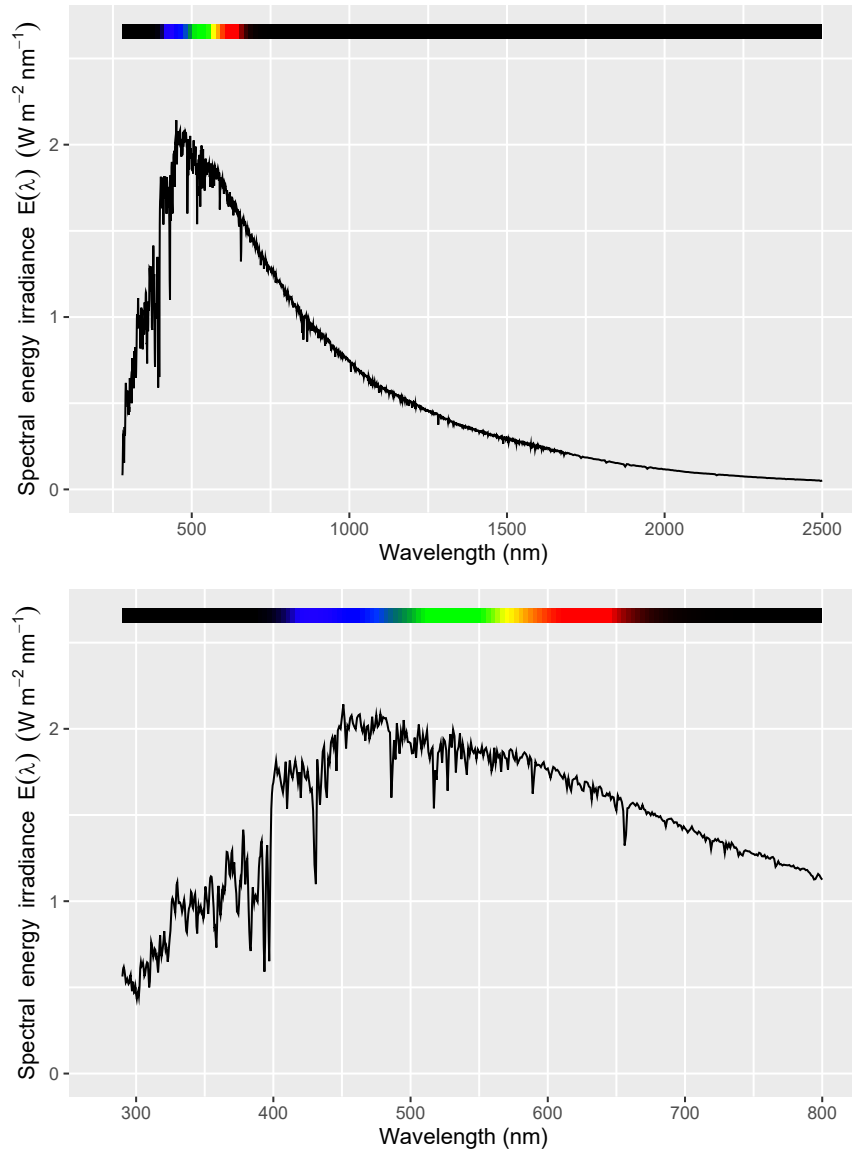 Spectral energy irradiance E(λ) (W m⁻² nm⁻¹)
2
1
0
500 1000 1500 2000 2500
Wavelength (nm)
Spectral energy irradiance E(λ) (W m⁻² nm⁻¹)
2
1
0
300 400 500 600 700 800
Wavelength (nm)